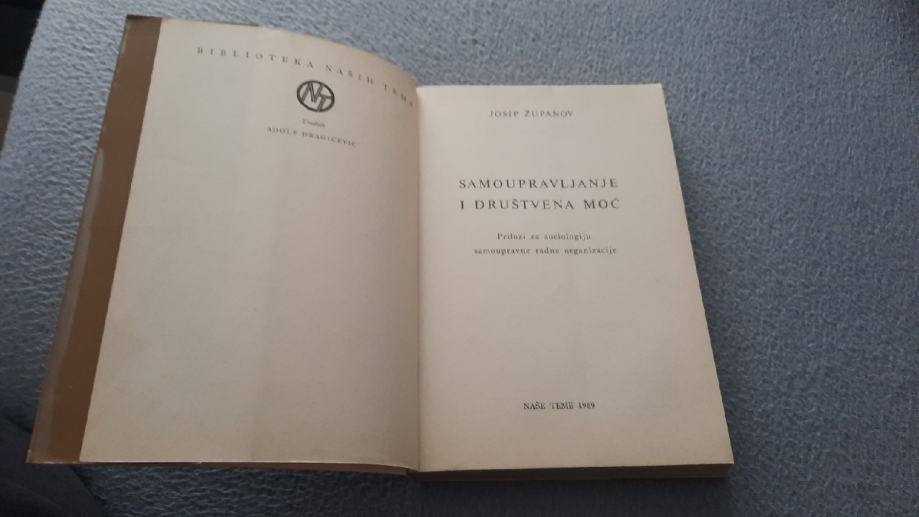 BIBLIOTEKA NAŠIH TEMA
NT
Urednik
ADOLF DRAGIČEVIĆ
JOSIP ŽUPANOV
SAMOUPRAVLJANJE
I DRUŠTVENA MOĆ
Prilozi za sociologiju
samoupravne radne organizacije
NAŠE TEME 1969